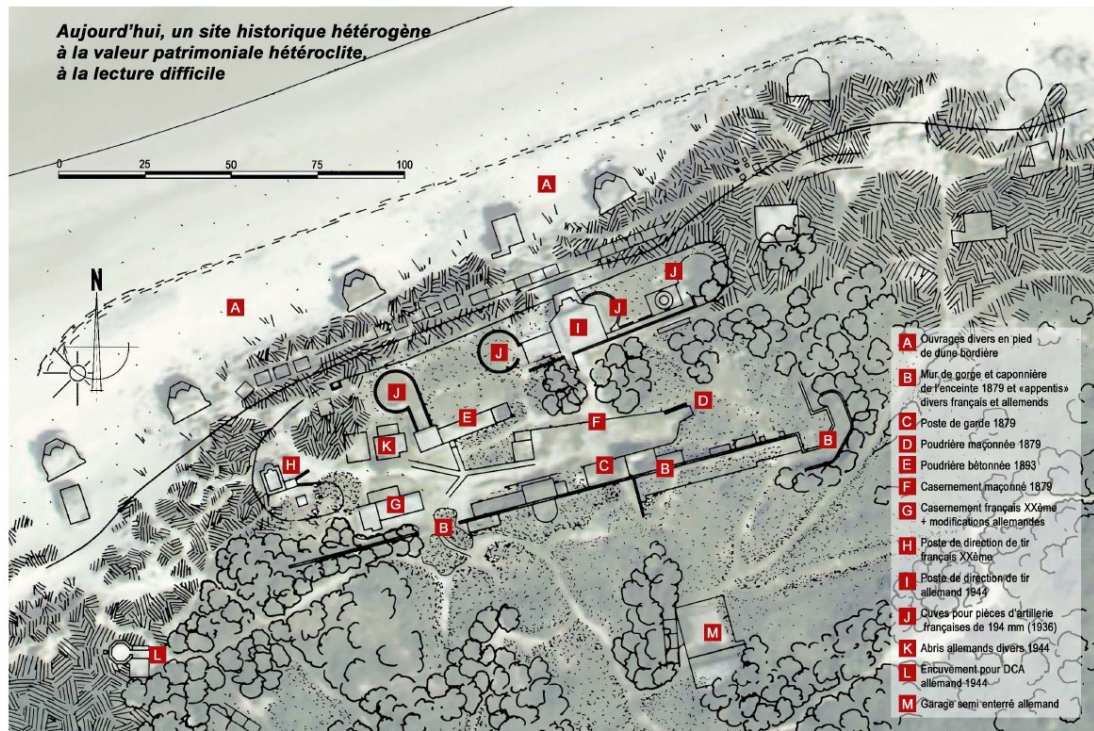 Aujourd'hui, un site historique hétérogène
à la valeur patrimoniale hétéroclite,
à la lecture difficile
0 25 50 75 100
A
J
N
A
J
I
J
J
E
D
F
K
H
C
B
B
G
B
M
L
A Ouvrages divers en pied
de dune bordière
B Mur de gorge et caponnière
de l'enceinte 1879 et «appentis»
divers français et allemends
C Poste de garde 1879
D Poudrière maçonnée 1879
E Poudrière bétonnée 1893
F Casernement maçonné 1879
G Casernement français XXème
+ modifications allemandes
H Poste de direction de tir
français XXème
I Poste de direction de tir
allemand 1944
J Cuves pour pièces d'artillerie
françaises de 194 mm (1936)
K Abris allemands divers 1944
L Encuvement pour DCA
allemand 1944
M Garage semi enterré allemand